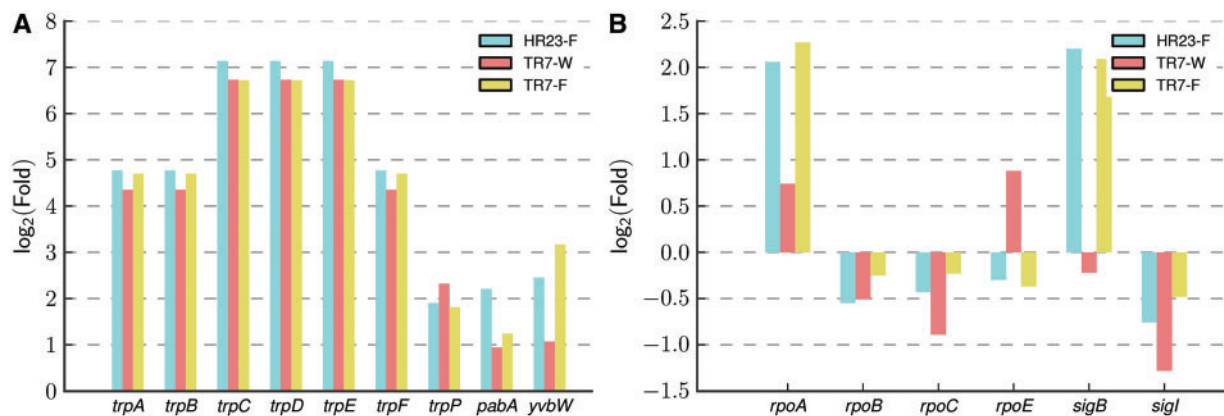 A
log₂(Fold)
8
7
6
5
4
3
2
1
0
HR23-F
TR7-W
TR7-F
trpA trpB trpC trpD trpE trpF trpP pabA yvbW
B
log₂(Fold)
2.5
2.0
1.5
1.0
0.5
0.0
−0.5
−1.0
−1.5
HR23-F
TR7-W
TR7-F
rpoA rpoB rpoC rpoE sigB sigI